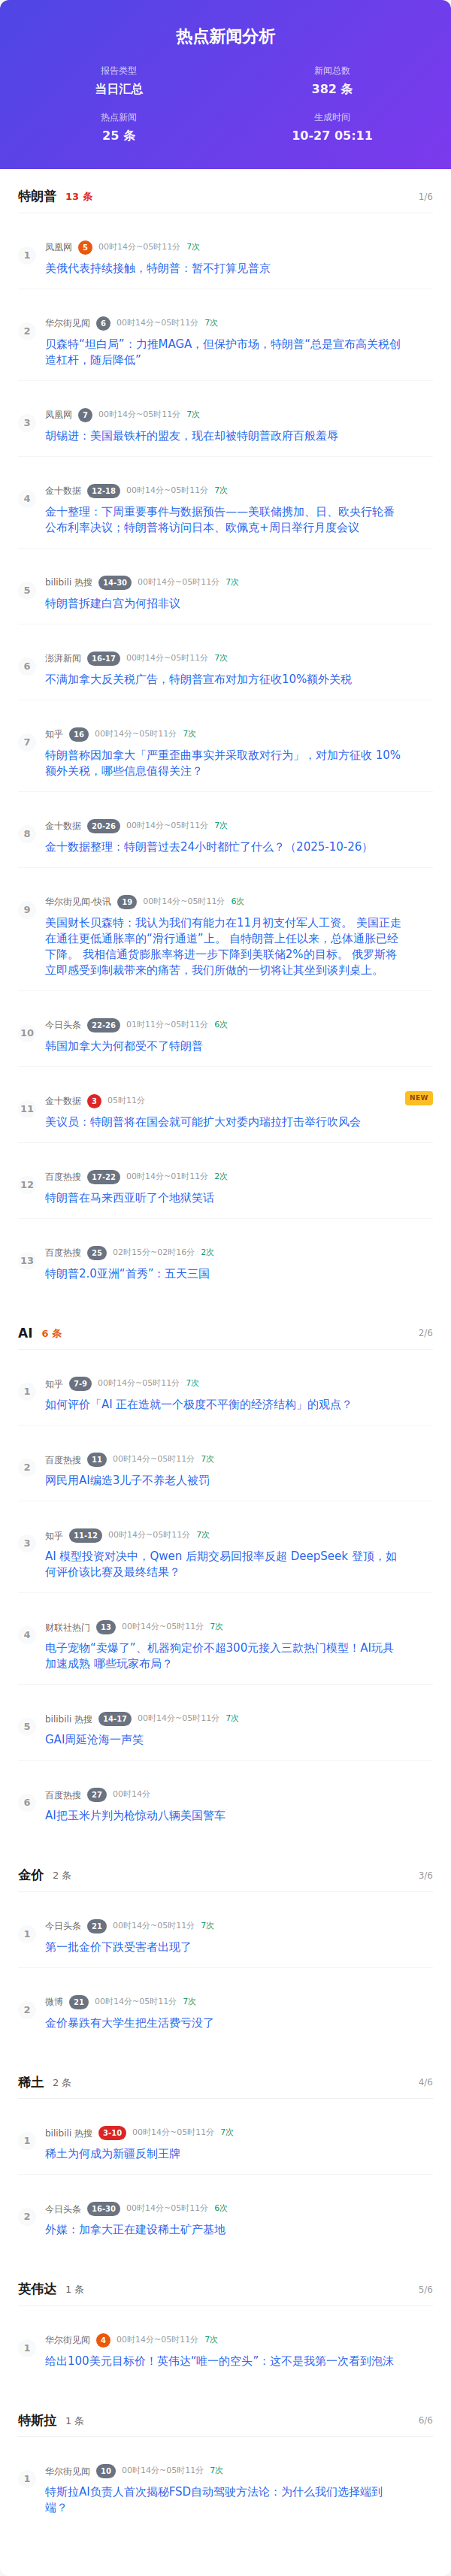 热点新闻分析
报告类型 新闻总数
当日汇总 382 条
热点新闻 生成时间
25 条 10-27 05:11
特朗普 13 条 1/6
1 凤凰网 5 00时14分~05时11分 7次
美俄代表持续接触，特朗普：暂不打算见普京
2 华尔街见闻 6 00时14分~05时11分 7次
贝森特“坦白局”：力推MAGA，但保护市场，特朗普“总是宣布高关税创
造杠杆，随后降低”
3 凤凰网 7 00时14分~05时11分 7次
胡锡进：美国最铁杆的盟友，现在却被特朗普政府百般羞辱
4 金十数据 12-18 00时14分~05时11分 7次
金十整理：下周重要事件与数据预告——美联储携加、日、欧央行轮番
公布利率决议；特朗普将访问日本、欧佩克+周日举行月度会议
5 bilibili 热搜 14-30 00时14分~05时11分 7次
特朗普拆建白宫为何招非议
6 澎湃新闻 16-17 00时14分~05时11分 7次
不满加拿大反关税广告，特朗普宣布对加方征收10%额外关税
7 知乎 16 00时14分~05时11分 7次
特朗普称因加拿大「严重歪曲事实并采取敌对行为」，对加方征收 10%
额外关税，哪些信息值得关注？
8 金十数据 20-26 00时14分~05时11分 7次
金十数据整理：特朗普过去24小时都忙了什么？（2025-10-26）
9 华尔街见闻-快讯 19 00时14分~05时11分 6次
美国财长贝森特：我认为我们有能力在11月初支付军人工资。 美国正走
在通往更低通胀率的“滑行通道”上。 自特朗普上任以来，总体通胀已经
下降。 我相信通货膨胀率将进一步下降到美联储2%的目标。 俄罗斯将
立即感受到制裁带来的痛苦，我们所做的一切将让其坐到谈判桌上。
10 今日头条 22-26 01时11分~05时11分 6次
韩国加拿大为何都受不了特朗普
11 金十数据 3 05时11分 NEW
美议员：特朗普将在国会就可能扩大对委内瑞拉打击举行吹风会
12 百度热搜 17-22 00时14分~01时11分 2次
特朗普在马来西亚听了个地狱笑话
13 百度热搜 25 02时15分~02时16分 2次
特朗普2.0亚洲“首秀”：五天三国
AI 6 条 2/6
1 知乎 7-9 00时14分~05时11分 7次
如何评价「AI 正在造就一个极度不平衡的经济结构」的观点？
2 百度热搜 11 00时14分~05时11分 7次
网民用AI编造3儿子不养老人被罚
3 知乎 11-12 00时14分~05时11分 7次
AI 模型投资对决中，Qwen 后期交易回报率反超 DeepSeek 登顶，如
何评价该比赛及最终结果？
4 财联社热门 13 00时14分~05时11分 7次
电子宠物“卖爆了”、机器狗定价不超300元接入三款热门模型！AI玩具
加速成熟 哪些玩家布局？
5 bilibili 热搜 14-17 00时14分~05时11分 7次
GAI周延沧海一声笑
6 百度热搜 27 00时14分
AI把玉米片判为枪惊动八辆美国警车
金价 2 条 3/6
1 今日头条 21 00时14分~05时11分 7次
第一批金价下跌受害者出现了
2 微博 21 00时14分~05时11分 7次
金价暴跌有大学生把生活费亏没了
稀土 2 条 4/6
1 bilibili 热搜 3-10 00时14分~05时11分 7次
稀土为何成为新疆反制王牌
2 今日头条 16-30 00时14分~05时11分 6次
外媒：加拿大正在建设稀土矿产基地
英伟达 1 条 5/6
1 华尔街见闻 4 00时14分~05时11分 7次
给出100美元目标价！英伟达“唯一的空头”：这不是我第一次看到泡沫
特斯拉 1 条 6/6
1 华尔街见闻 10 00时14分~05时11分 7次
特斯拉AI负责人首次揭秘FSD自动驾驶方法论：为什么我们选择端到
端？